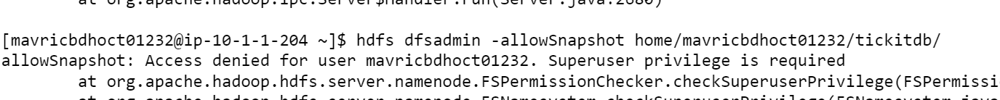 at org.apache.hadoop.ipc.Server$Handler.run(Server.java:2680)
[mavricbdhoct01232@ip-10-1-1-204 ~]$ hdfs dfsadmin -allowSnapshot home/mavricbdhoct01232/tickitdb/
allowSnapshot: Access denied for user mavricbdhoct01232. Superuser privilege is required
at org.apache.hadoop.hdfs.server.namenode.FSPermissionChecker.checkSuperuserPrivilege(FSPermissi
at org.apache.hadoop.hdfs.server.namenode.FSNamesystem.checkSuperuserPrivilege(FSNamesystem.java